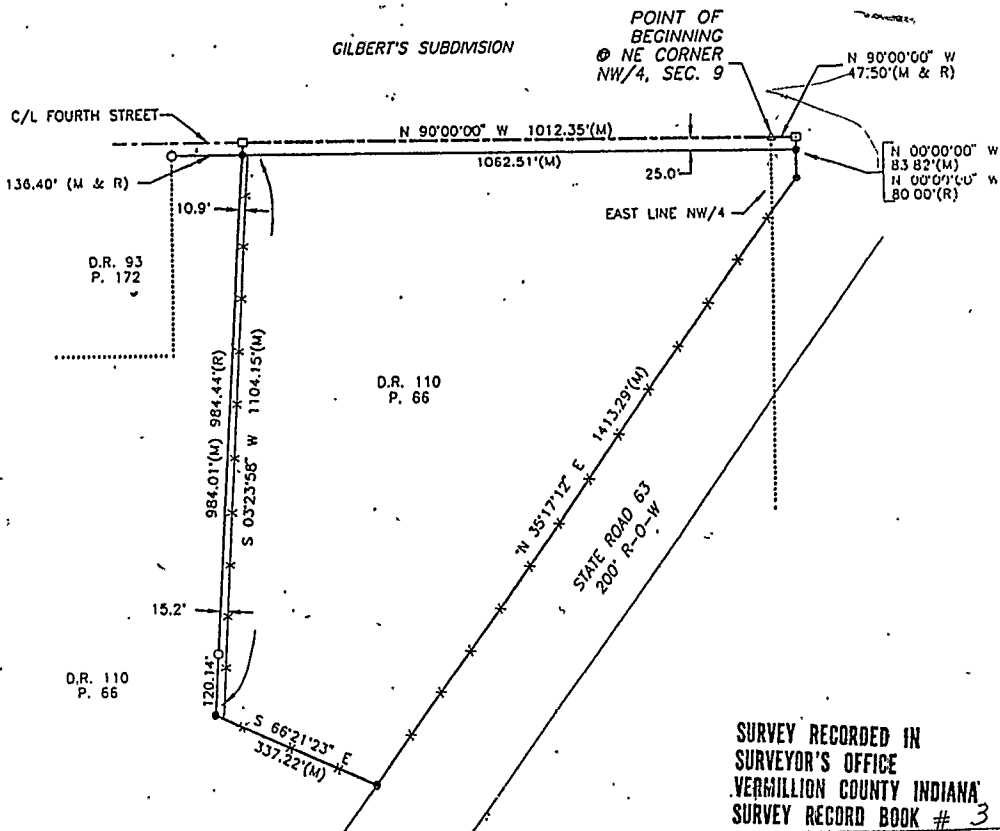 GILBERT'S SUBDIVISION
POINT OF
BEGINNING
@ NE CORNER
NW/4, SEC. 9
N 90°00'00" W
47.50'(M & R)
C/L FOURTH STREET
N 90°00'00" W 1012.35'(M)
1062.51'(M)
25.0'
136.40' (M & R)
N 00°00'00" W
83.82'(M)
N 00°00'00" W
80.00'(R)
10.9'
EAST LINE NW/4
D.R. 93
P. 172
D.R. 110
P. 66
984.01'(M) 984.44'(R)
S 03°23'58" W 1104.15'(M)
N 35°17'12" E 1413.29'(M)
STATE ROAD 63
200' R-O-W
15.2'
120.14'
D.R. 110
P. 66
S 66°21'23" E
337.22'(M)
SURVEY RECORDED IN
SURVEYOR'S OFFICE
VERMILLION COUNTY INDIANA
SURVEY RECORD BOOK # 3